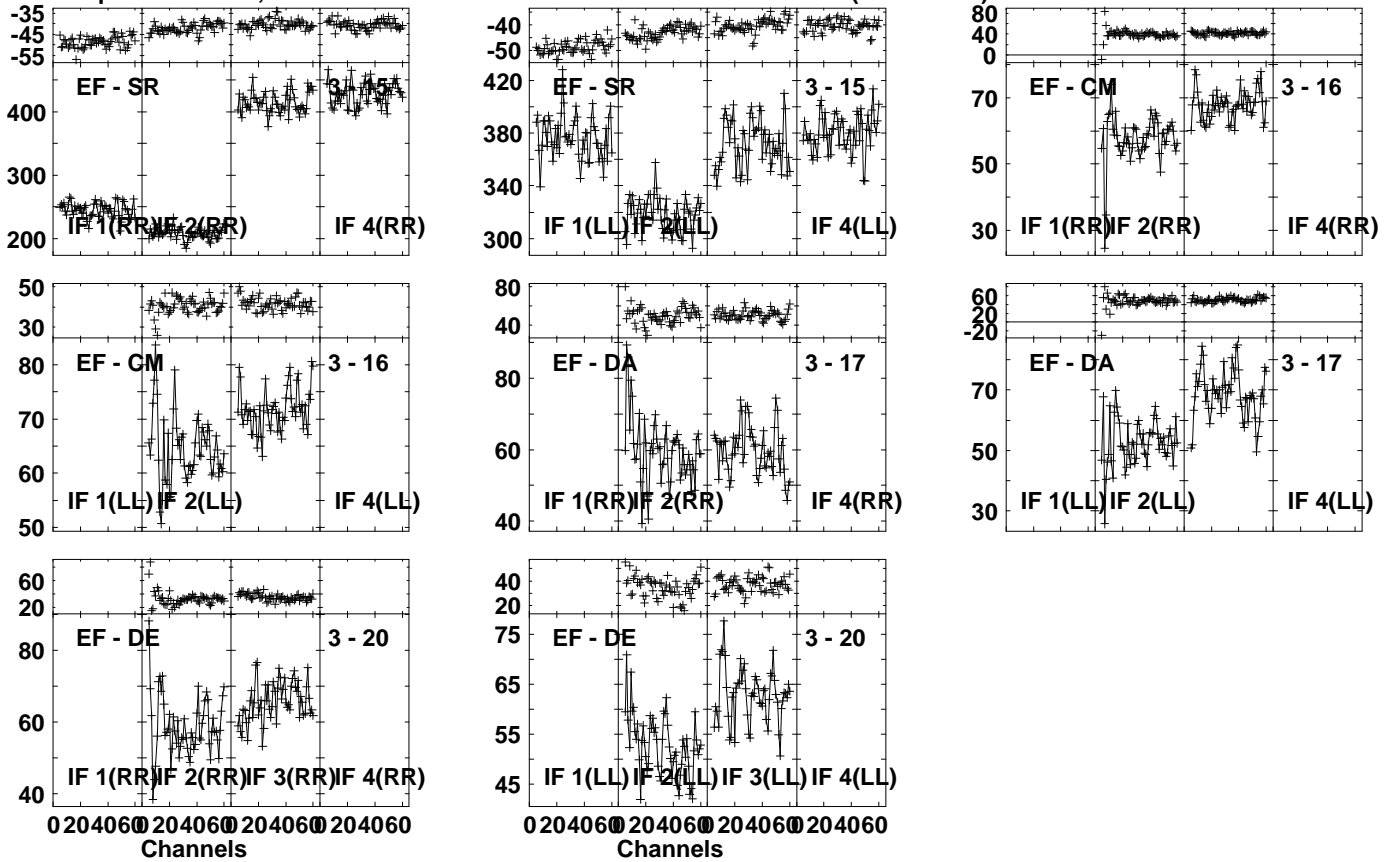 -35
-45
-55
EF - SR 3 - 15
400
300
200
IF 1(RR) IF 2(RR) IF 4(RR)
-40
-50
420
EF - SR 3 - 15
380
340
300
IF 1(LL) IF 2(LL) IF 4(LL)
80
40
0
EF - CM 3 - 16
70
50
30
IF 1(RR) IF 2(RR) IF 4(RR)
50
30
80
EF - CM 3 - 16
70
60
50
IF 1(LL) IF 2(LL) IF 4(LL)
80
40
EF - DA 3 - 17
80
60
40
IF 1(RR) IF 2(RR) IF 4(RR)
60
20
-20
EF - DA 3 - 17
70
50
30
IF 1(LL) IF 2(LL) IF 4(LL)
60
20
80
EF - DE 3 - 20
60
40
IF 1(RR) IF 2(RR) IF 3(RR) IF 4(RR)
0 20 40 60 0 20 40 60 0 20 40 60 0 20 40 60
Channels
40
20
75
EF - DE 3 - 20
65
55
45
IF 1(LL) IF 2(LL) IF 3(LL) IF 4(LL)
0 20 40 60 0 20 40 60 0 20 40 60 0 20 40 60
Channels